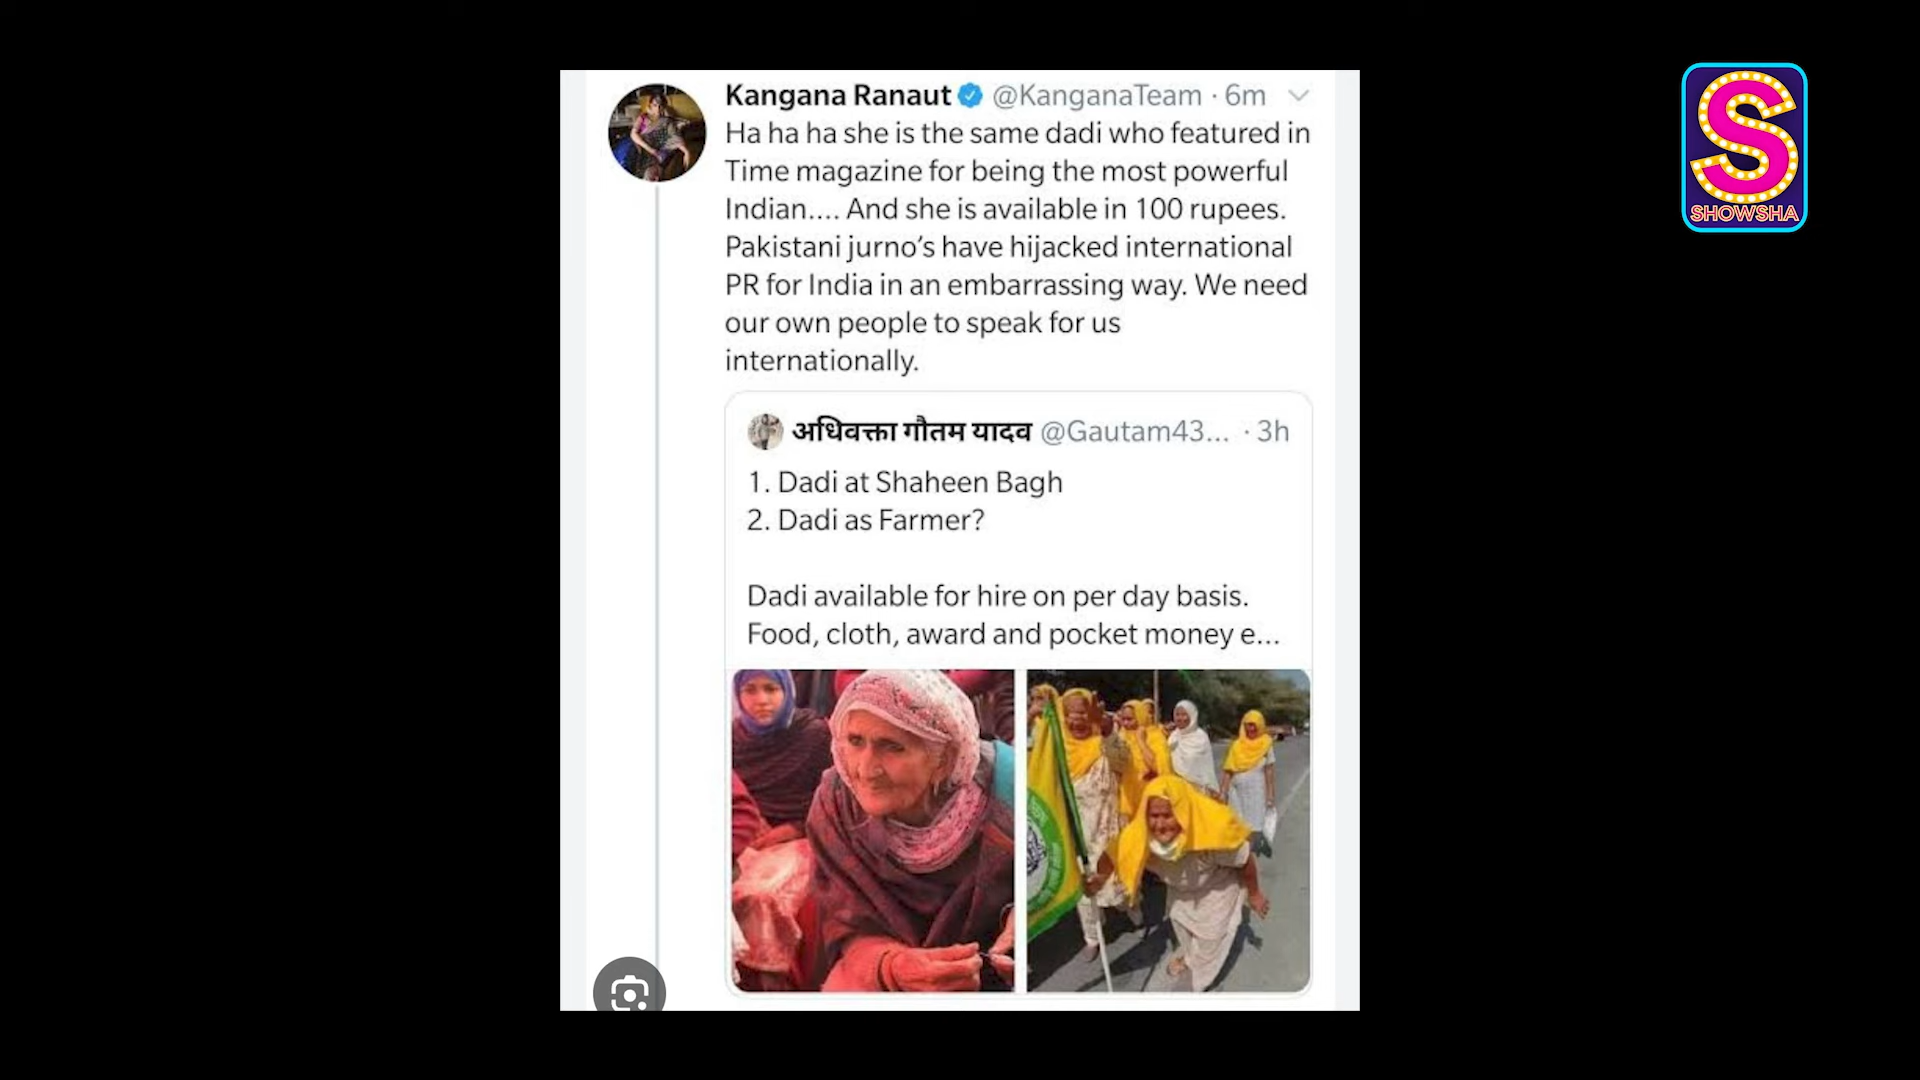 Kangana Ranaut @KanganaTeam · 6m
Ha ha ha she is the same dadi who featured in
Time magazine for being the most powerful
Indian.... And she is available in 100 rupees.
Pakistani jurno's have hijacked international
PR for India in an embarrassing way. We need
our own people to speak for us
internationally.
अधिवक्ता गौतम यादव @Gautam43... · 3h
1. Dadi at Shaheen Bagh
2. Dadi as Farmer?
Dadi available for hire on per day basis.
Food, cloth, award and pocket money e...
S
SHOWSHA